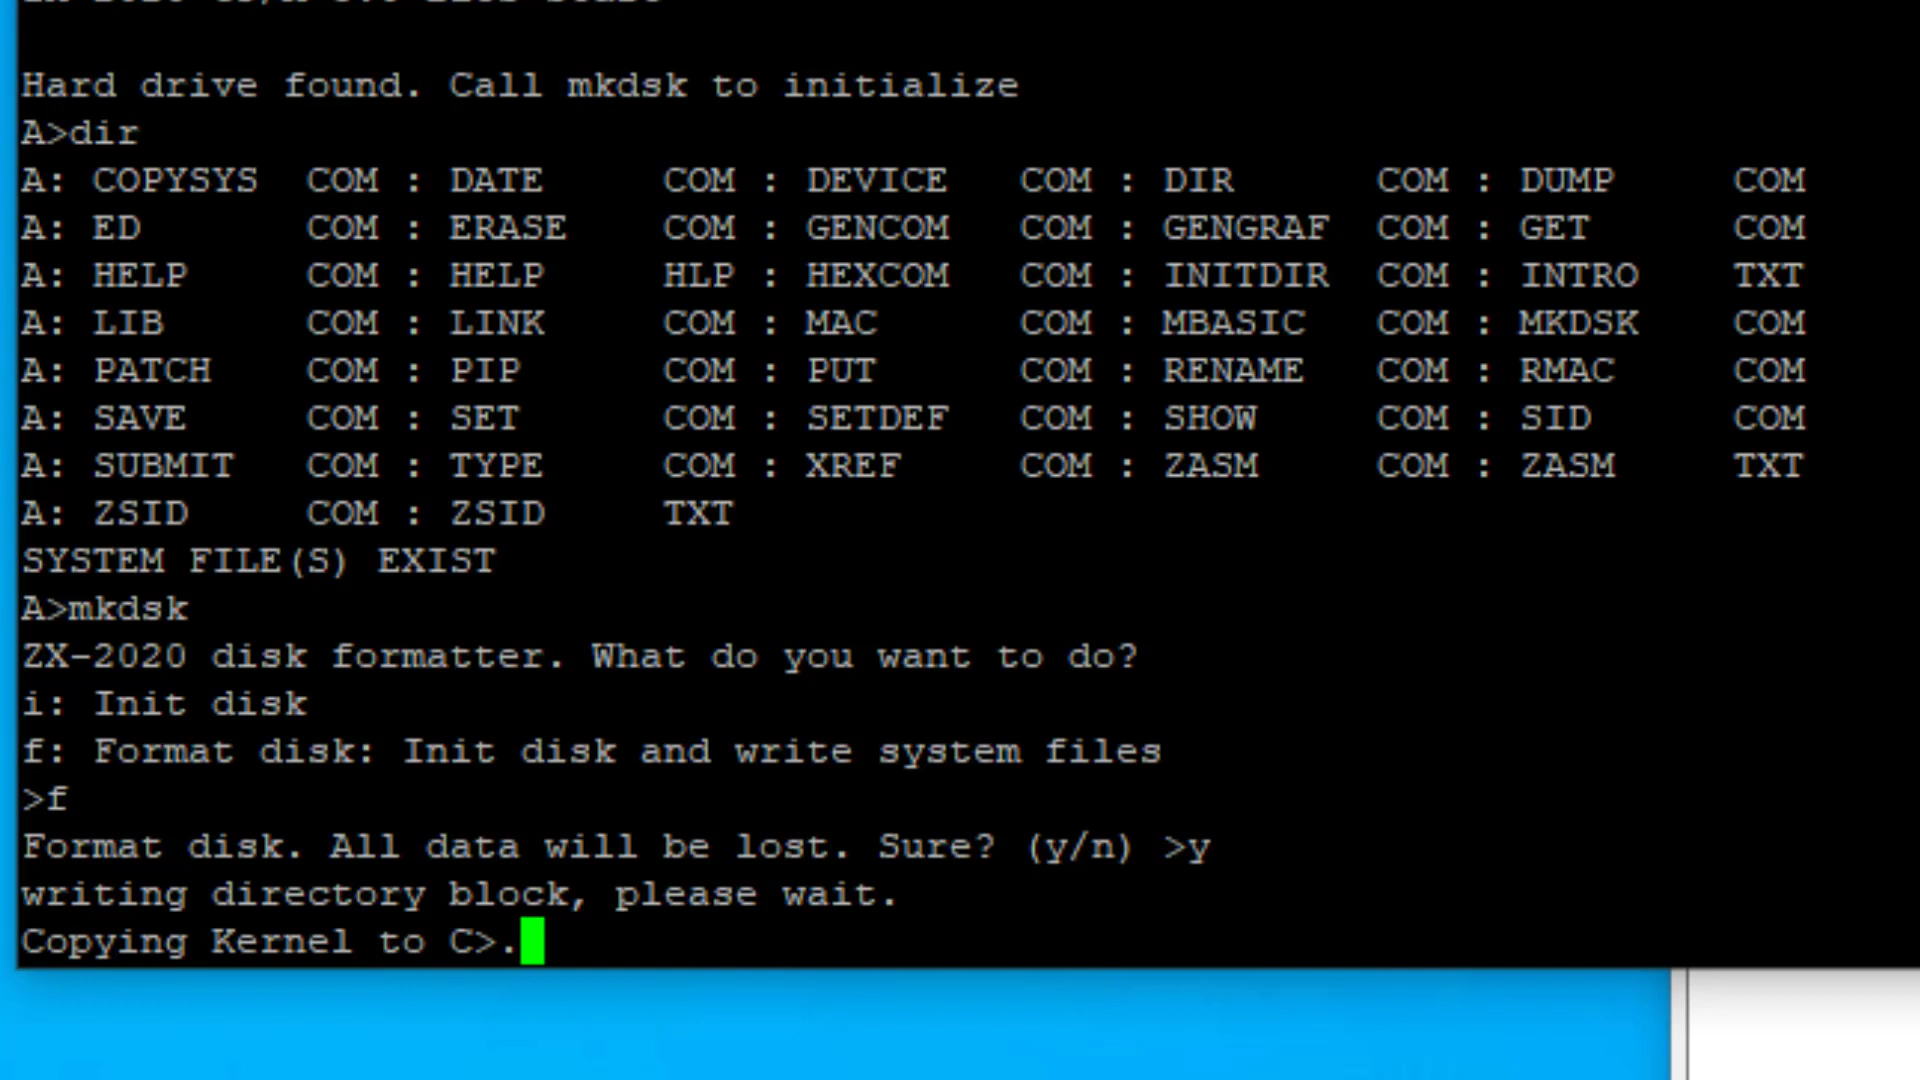 Hard drive found. Call mkdsk to initialize
A>dir
A: COPYSYS  COM : DATE     COM : DEVICE   COM : DIR      COM : DUMP     COM
A: ED       COM : ERASE    COM : GENCOM   COM : GENGRAF  COM : GET      COM
A: HELP     COM : HELP     HLP : HEXCOM   COM : INITDIR  COM : INTRO    TXT
A: LIB      COM : LINK     COM : MAC      COM : MBASIC   COM : MKDSK    COM
A: PATCH    COM : PIP      COM : PUT      COM : RENAME   COM : RMAC     COM
A: SAVE     COM : SET      COM : SETDEF   COM : SHOW     COM : SID      COM
A: SUBMIT   COM : TYPE     COM : XREF     COM : ZASM     COM : ZASM     TXT
A: ZSID     COM : ZSID     TXT
SYSTEM FILE(S) EXIST
A>mkdsk
ZX-2020 disk formatter. What do you want to do?
i: Init disk
f: Format disk: Init disk and write system files
>f
Format disk. All data will be lost. Sure? (y/n) >y
writing directory block, please wait.
Copying Kernel to C>.